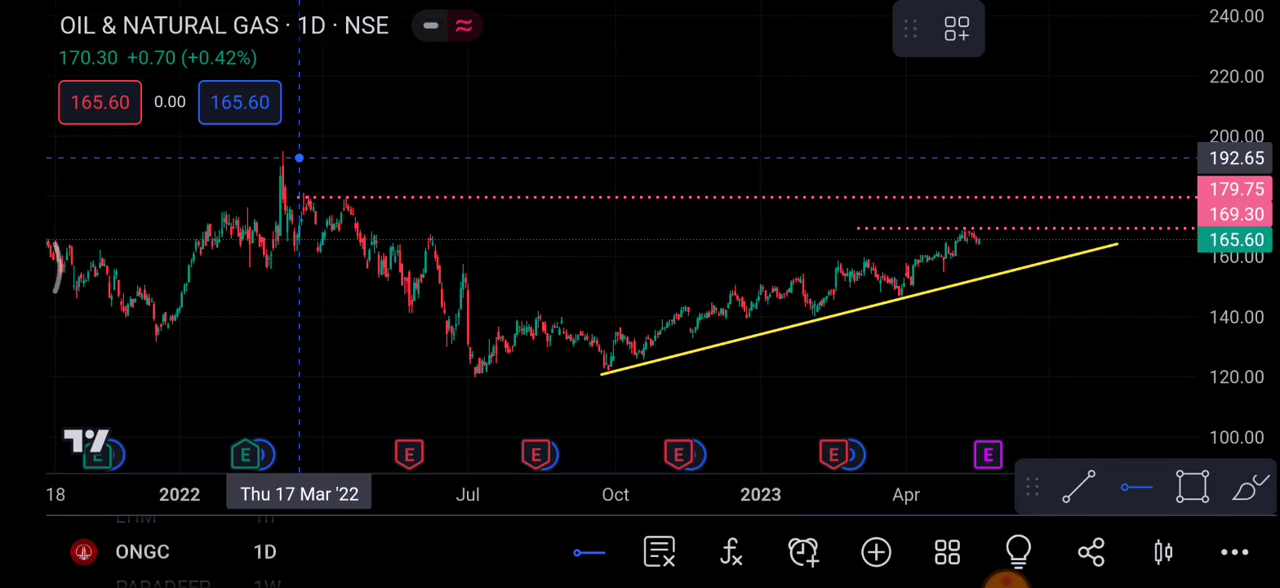 OIL & NATURAL GAS · 1D · NSE
170.30 +0.70 (+0.42%)
165.60 0.00 165.60
240.00
220.00
200.00
192.65
179.75
169.30
165.60
160.00
140.00
120.00
100.00
E E E E E E E
18 2022 Thu 17 Mar '22 Jul Oct 2023 Apr
ONGC 1D
PARADEEP 1W